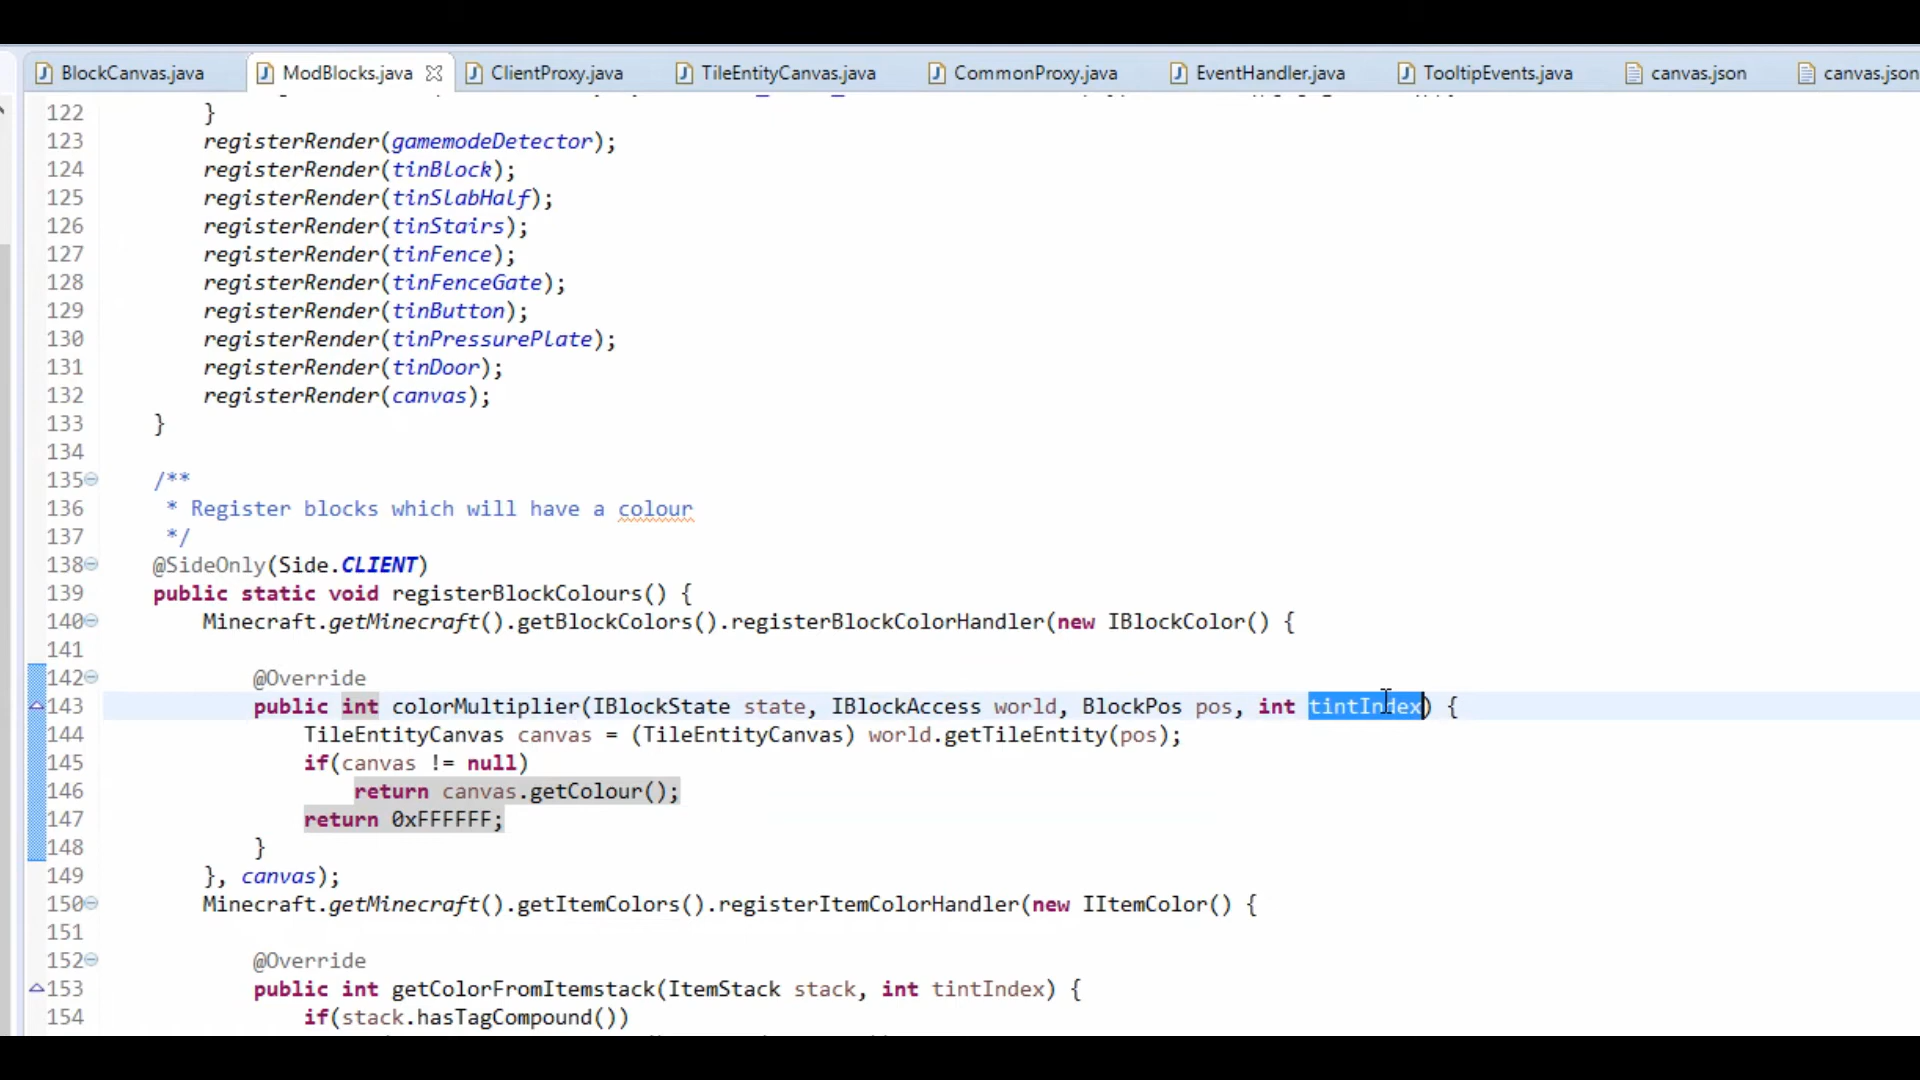 BlockCanvas.java ModBlocks.java ClientProxy.java TileEntityCanvas.java CommonProxy.java EventHandler.java TooltipEvents.java canvas.json canvas.json
122 }
123 registerRender(gamemodeDetector);
124 registerRender(tinBlock);
125 registerRender(tinSlabHalf);
126 registerRender(tinStairs);
127 registerRender(tinFence);
128 registerRender(tinFenceGate);
129 registerRender(tinButton);
130 registerRender(tinPressurePlate);
131 registerRender(tinDoor);
132 registerRender(canvas);
133 }
134
135 /**
136 * Register blocks which will have a colour
137 */
138 @SideOnly(Side.CLIENT)
139 public static void registerBlockColours() {
140 Minecraft.getMinecraft().getBlockColors().registerBlockColorHandler(new IBlockColor() {
141
142 @Override
143 public int colorMultiplier(IBlockState state, IBlockAccess world, BlockPos pos, int tintIndex) {
144 TileEntityCanvas canvas = (TileEntityCanvas) world.getTileEntity(pos);
145 if(canvas != null)
146 return canvas.getColour();
147 return 0xFFFFFF;
148 }
149 }, canvas);
150 Minecraft.getMinecraft().getItemColors().registerItemColorHandler(new IItemColor() {
151
152 @Override
153 public int getColorFromItemstack(ItemStack stack, int tintIndex) {
154 if(stack.hasTagCompound())